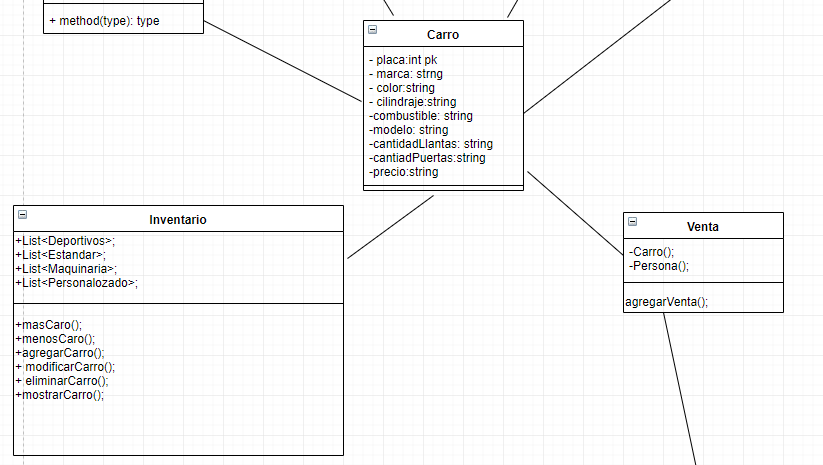 + method(type): type
Carro
- placa:int pk
- marca: strng
- color:string
- cilindraje:string
-combustible: string
-modelo: string
-cantidadLlantas: string
-cantiadPuertas:string
-precio:string
Inventario
+List<Deportivos>;
+List<Estandar>;
+List<Maquinaria>;
+List<Personalozado>;
+masCaro();
+menosCaro();
+agregarCarro();
+ modificarCarro();
+ eliminarCarro();
+mostrarCarro();
Venta
-Carro();
-Persona();
agregarVenta();